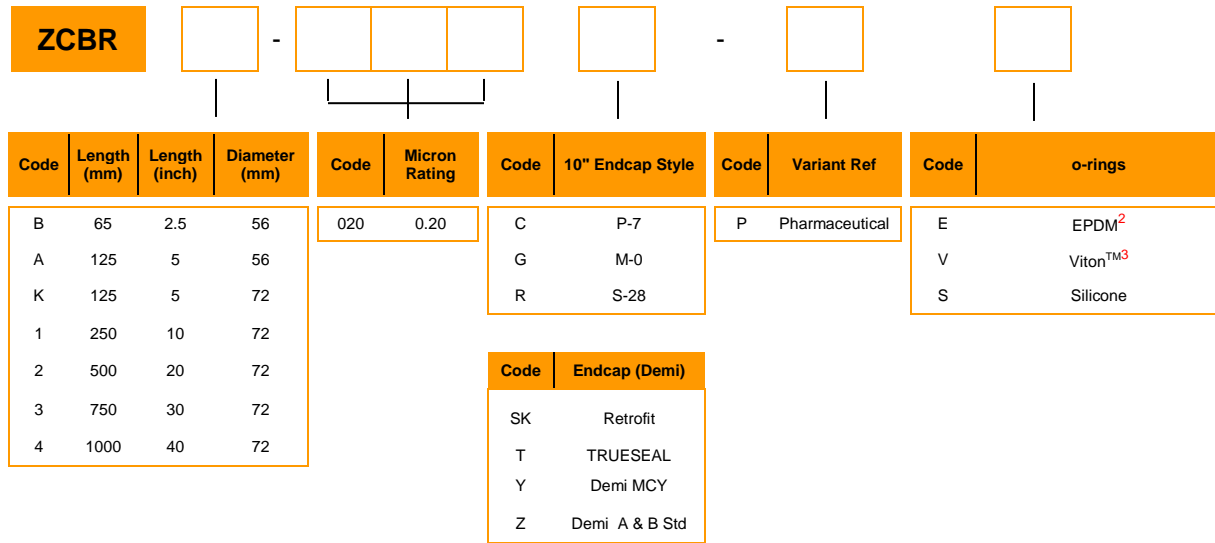 ZCBR - -
Code Length (mm) Length (inch) Diameter (mm)
B 65 2.5 56
A 125 5 56
K 125 5 72
1 250 10 72
2 500 20 72
3 750 30 72
4 1000 40 72
Code Micron Rating
020 0.20
Code 10" Endcap Style
C P-7
G M-0
R S-28
Code Endcap (Demi)
SK Retrofit
T TRUESEAL
Y Demi MCY
Z Demi A & B Std
Code Variant Ref
P Pharmaceutical
Code o-rings
E EPDM2
V Viton™3
S Silicone